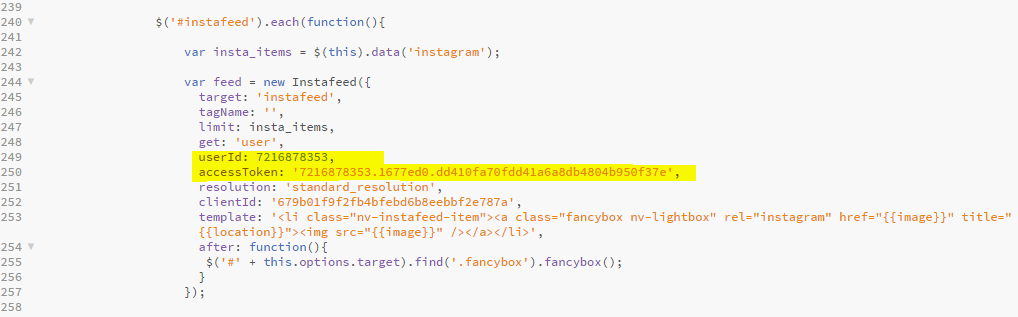 239
240 $('#instafeed').each(function(){
241
242 var insta_items = $(this).data('instagram');
243
244 var feed = new Instafeed({
245 target: 'instafeed',
246 tagName: '',
247 limit: insta_items,
248 get: 'user',
249 userId: 7216878353,
250 accessToken: '7216878353.1677ed0.dd410fa70fdd41a6a8db4804b950f37e',
251 resolution: 'standard_resolution',
252 clientId: '679b01f9f2fb4bfebd6b8eebbf2e787a',
253 template: '<li class="nv-instafeed-item"><a class="fancybox nv-lightbox" rel="instagram" href="{{image}}" title="
{{location}}"><img src="{{image}}" /></a></li>',
254 after: function(){
255 $('#' + this.options.target).find('.fancybox').fancybox();
256 }
257 });
258